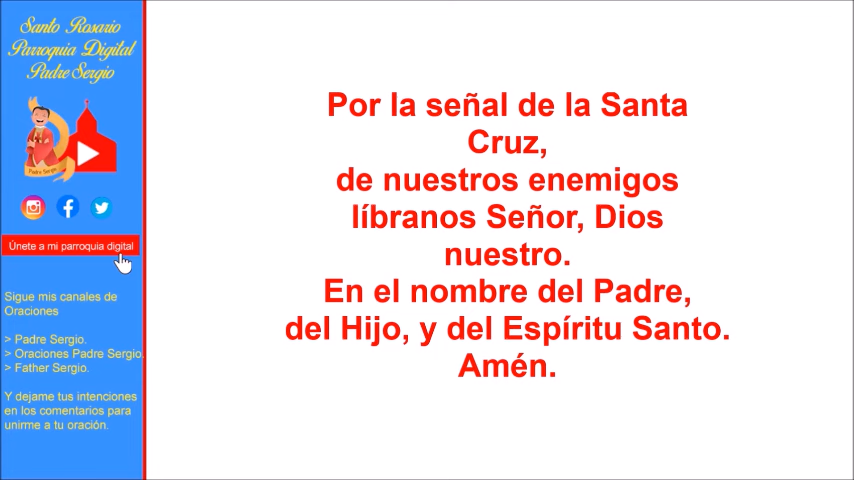 Santo Rosario
Parroquia Digital
Padre Sergio
Padre Sergio
Únete a mi parroquia digital
Sigue mis canales de
Oraciones
> Padre Sergio.
> Oraciones Padre Sergio.
> Father Sergio.
Y dejame tus intenciones
en los comentarios para
unirme a tu oración.
Por la señal de la Santa
Cruz,
de nuestros enemigos
líbranos Señor, Dios
nuestro.
En el nombre del Padre,
del Hijo, y del Espíritu Santo.
Amén.